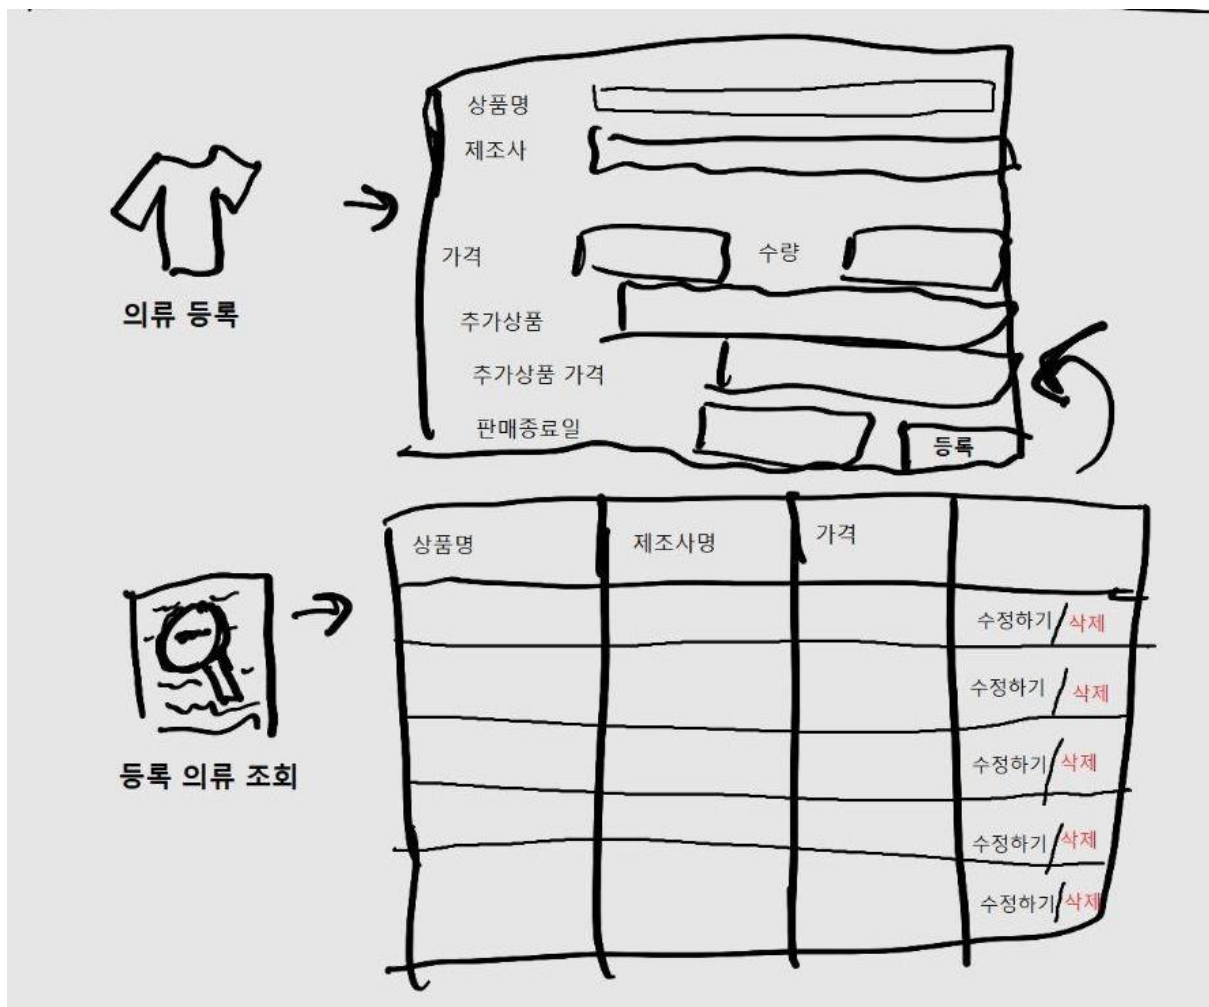 상품명
제조사
가격 수량
추가상품
추가상품 가격
판매종료일 등록
의류 등록
상품명 제조사명 가격
수정하기/삭제
수정하기/삭제
수정하기/삭제
수정하기/삭제
수정하기/삭제
등록 의류 조회